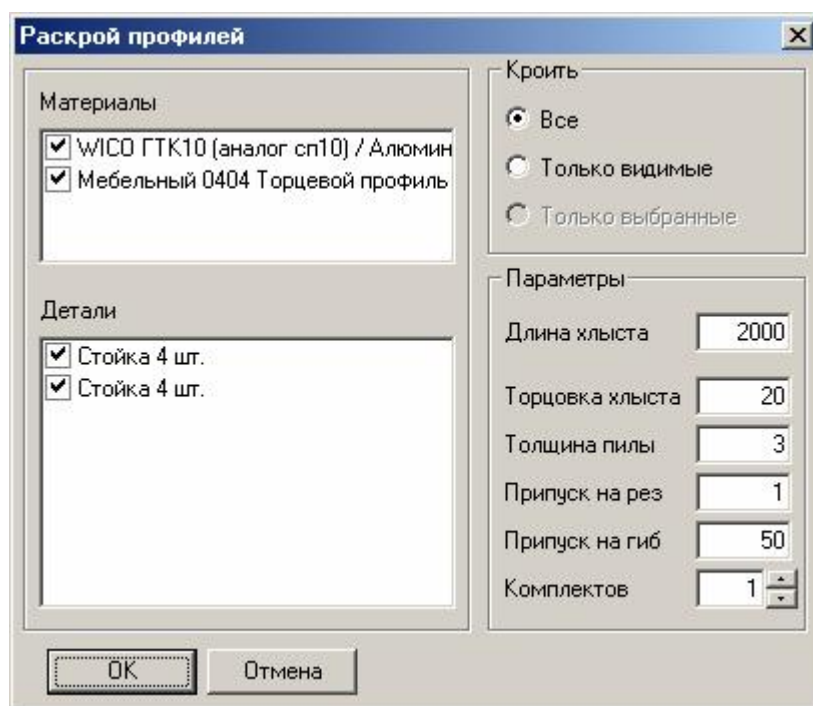 Раскрой профилей
Материалы
WICO ГТК10 (аналог сп10) / Алюмин
Мебельный 0404 Торцевой профиль
Детали
Стойка 4 шт.
Стойка 4 шт.
Кроить
Все
Только видимые
Только выбранные
Параметры
Длина хлыста 2000
Торцовка хлыста 20
Толщина пилы 3
Припуск на рез 1
Припуск на гиб 50
Комплектов 1
OK Отмена